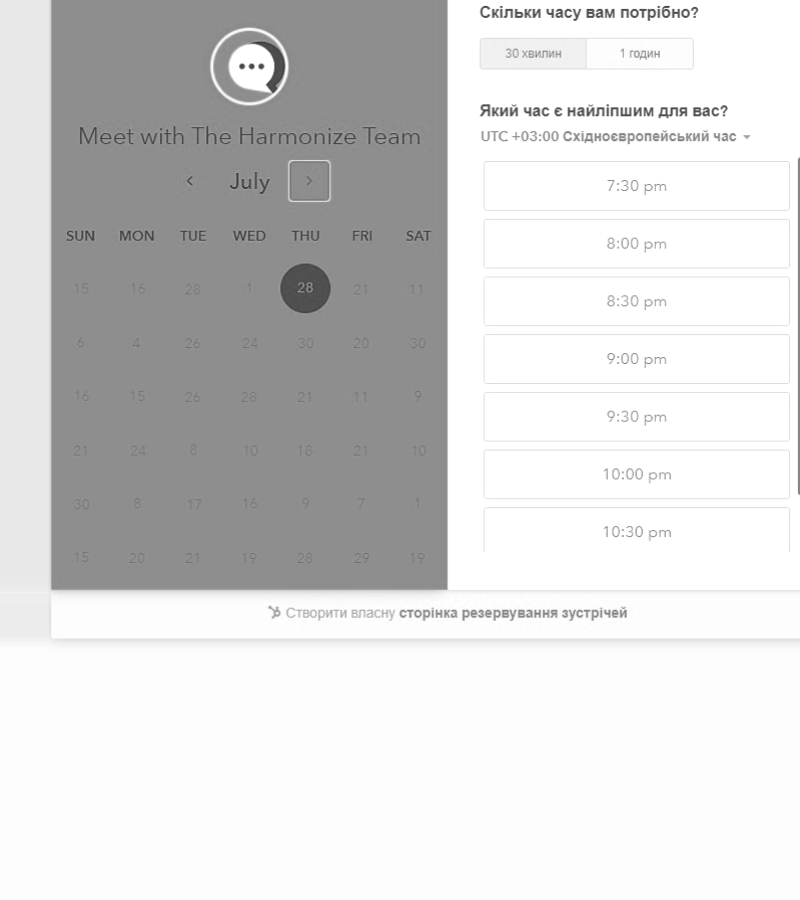 Meet with The Harmonize Team
July
SUN MON TUE WED THU FRI SAT
15 16 28 1 28 21 11
6 4 26 24 30 20 30
16 15 26 28 21 11 9
21 24 8 10 18 21 10
30 8 17 16 9 7 1
15 20 21 19 28 29 19
Скільки часу вам потрібно?
30 хвилин 1 годин
Який час є найліпшим для вас?
UTC +03:00 Східноєвропейський час
7:30 pm
8:00 pm
8:30 pm
9:00 pm
9:30 pm
10:00 pm
10:30 pm
Створити власну сторінка резервування зустрічей